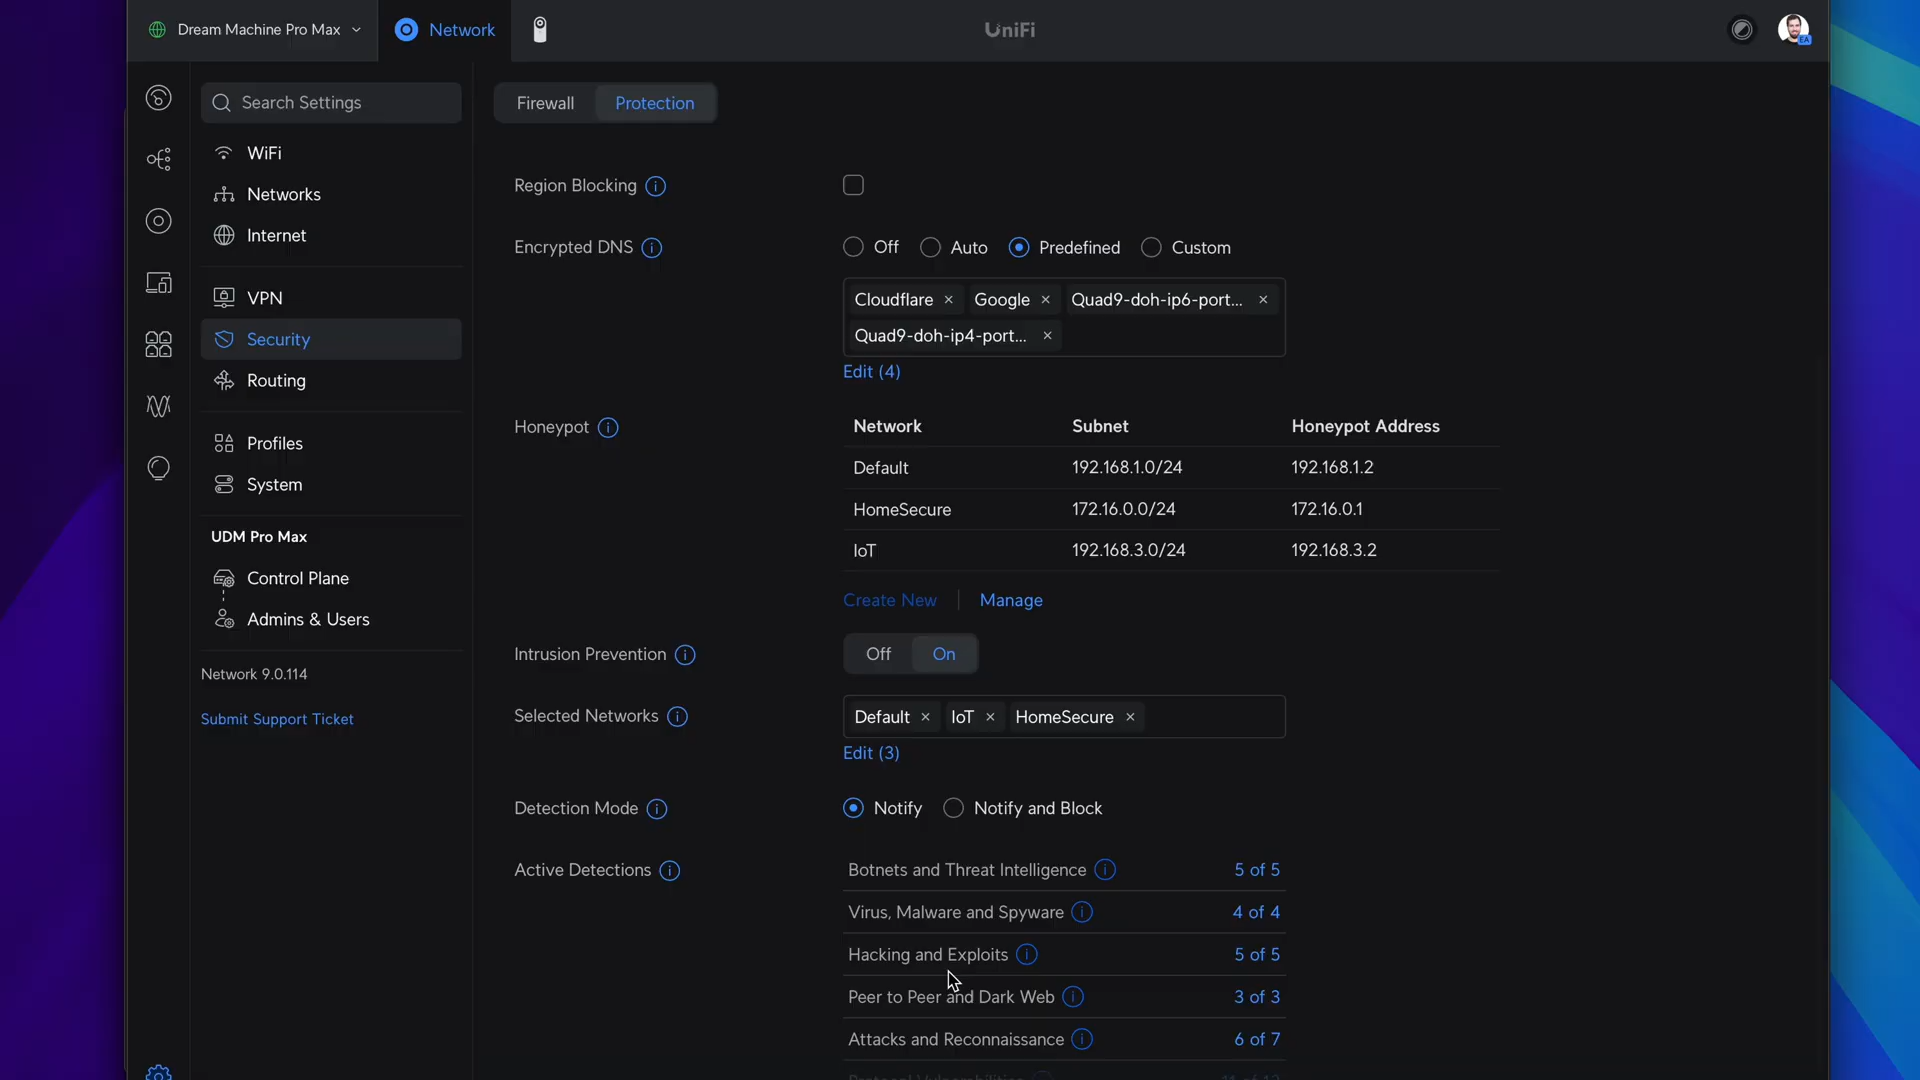 Dream Machine Pro Max
Network
UniFi
EA
Search Settings
WiFi
Networks
Internet
VPN
Security
Routing
Profiles
System
UDM Pro Max
Control Plane
Admins & Users
Network 9.0.114
Submit Support Ticket
Firewall Protection
Region Blocking
Encrypted DNS Off Auto Predefined Custom
Cloudflare × Google × Quad9-doh-ip6-port... ×
Quad9-doh-ip4-port... ×
Edit (4)
Honeypot Network Subnet Honeypot Address
Default 192.168.1.0/24 192.168.1.2
HomeSecure 172.16.0.0/24 172.16.0.1
IoT 192.168.3.0/24 192.168.3.2
Create New Manage
Intrusion Prevention Off On
Selected Networks Default × IoT × HomeSecure ×
Edit (3)
Detection Mode Notify Notify and Block
Active Detections Botnets and Threat Intelligence 5 of 5
Virus, Malware and Spyware 4 of 4
Hacking and Exploits 5 of 5
Peer to Peer and Dark Web 3 of 3
Attacks and Reconnaissance 6 of 7